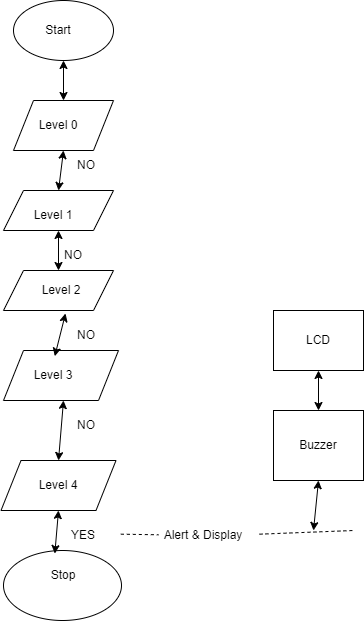 Start
Level 0
NO
Level 1
NO
Level 2
NO
Level 3
NO
Level 4
YES
Alert & Display
Stop
LCD
Buzzer